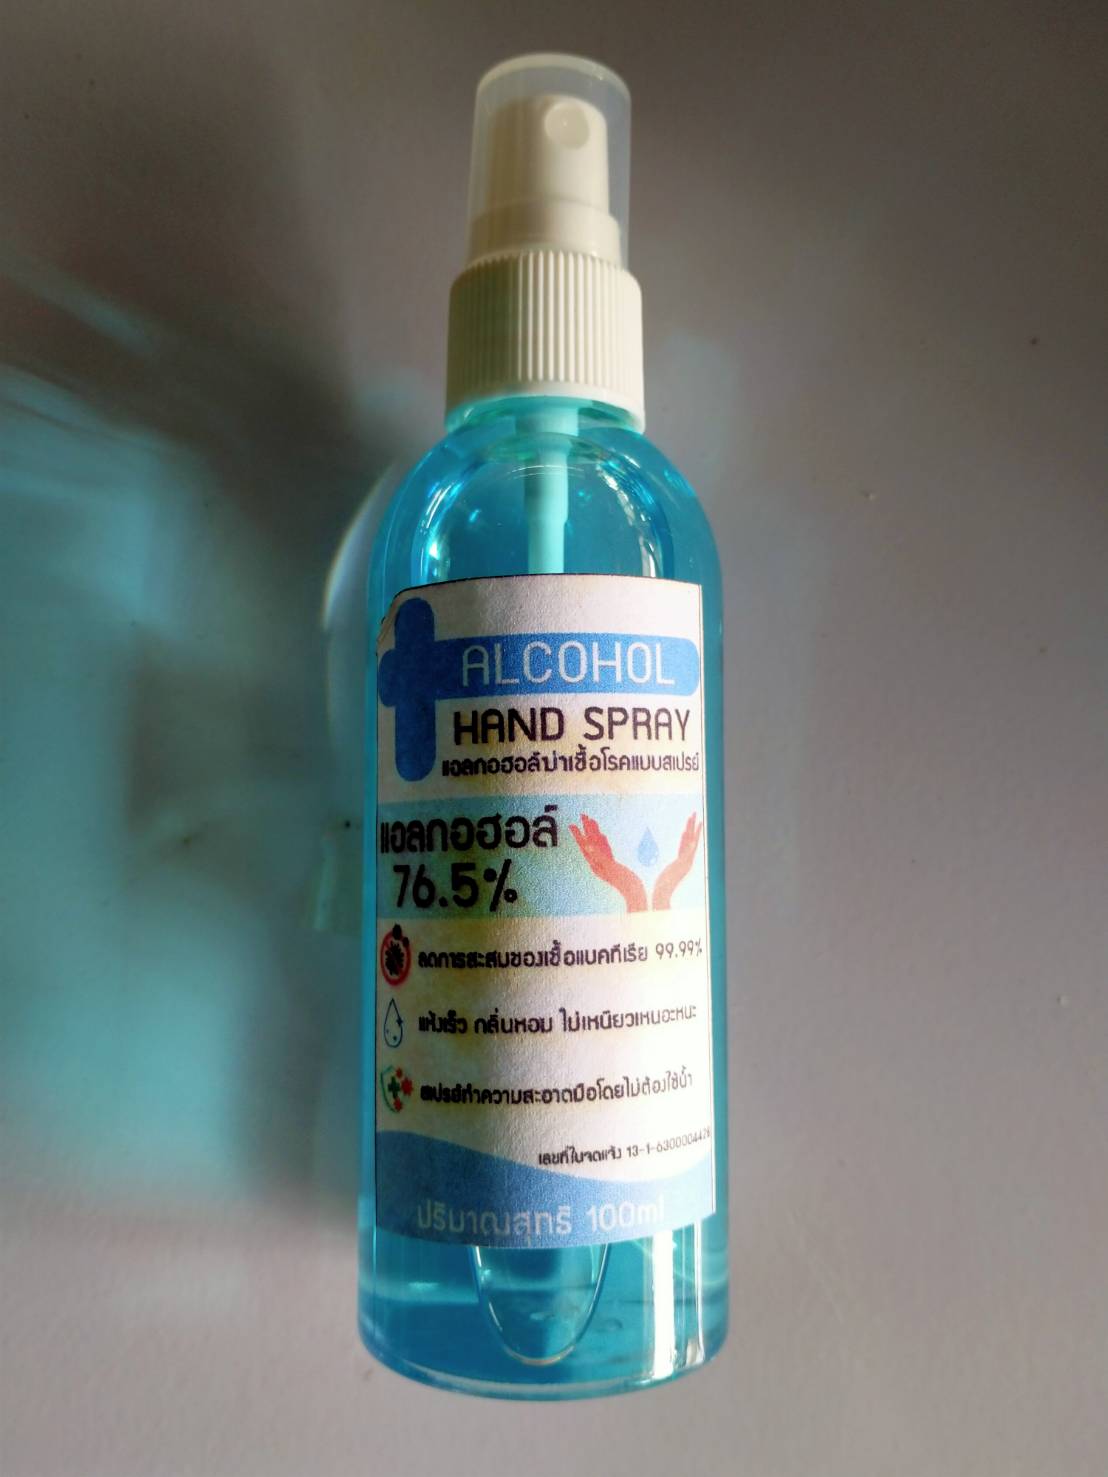 ALCOHOL
HAND SPRAY
แอลกอฮอล์ฆ่าเชื้อโรคแบบสเปรย์
แอลกอฮอล์
76.5%
ลดการสะสมของเชื้อแบคทีเรีย 99.99%
แห้งเร็ว กลิ่นหอม ไม่เหนียวเหนอะหนะ
สเปรย์ทำความสะอาดมือโดยไม่ต้องใช้น้ำ
เลขที่ใบจดแจ้ง 13-1-6300004428
ปริมาณสุทธิ 100ml